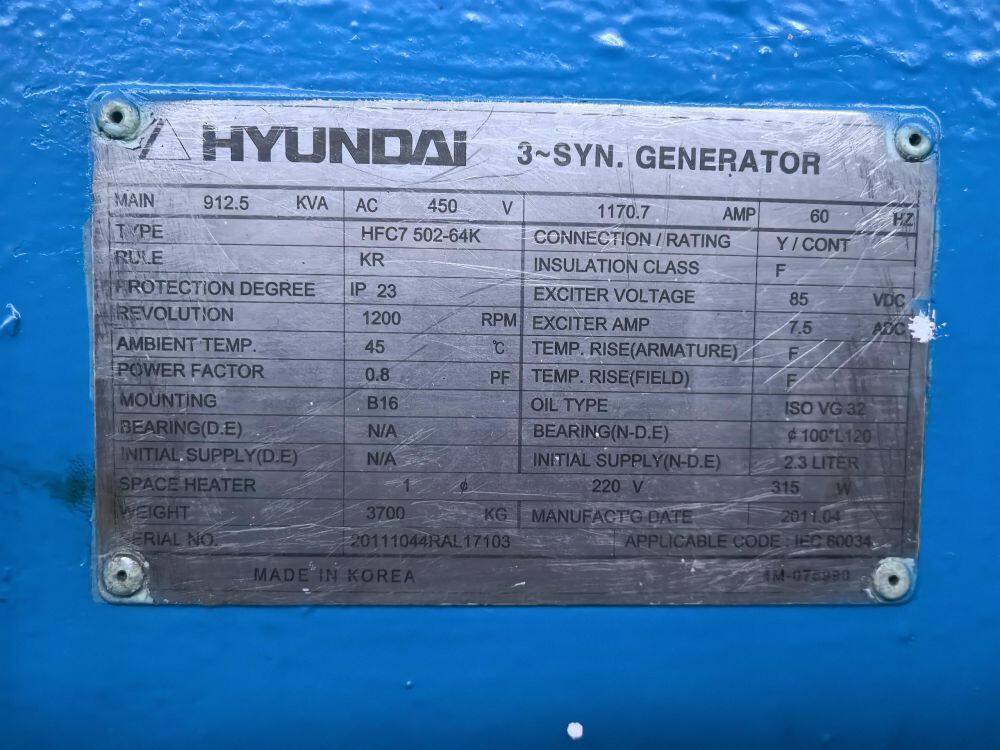 HYUNDAI 3~SYN. GENERATOR
MAIN 912.5 KVA AC 450 V 1170.7 AMP 60 HZ
TYPE HFC7 502-64K CONNECTION / RATING Y / CONT
RULE KR INSULATION CLASS F
PROTECTION DEGREE IP 23 EXCITER VOLTAGE 85 VDC
REVOLUTION 1200 RPM EXCITER AMP 7.5 ADC
AMBIENT TEMP. 45 ℃ TEMP. RISE(ARMATURE) F
POWER FACTOR 0.8 PF TEMP. RISE(FIELD) F
MOUNTING B16 OIL TYPE ISO VG 32
BEARING(D.E) N/A BEARING(N-D.E) ¢100*L120
INITIAL SUPPLY(D.E) N/A INITIAL SUPPLY(N-D.E) 2.3 LITER
SPACE HEATER 1 ¢ 220 V 315 W
WEIGHT 3700 KG MANUFACT'G DATE 2011.04
SERIAL NO. 20111044RAL17103 APPLICABLE CODE : IEC 60034
MADE IN KOREA